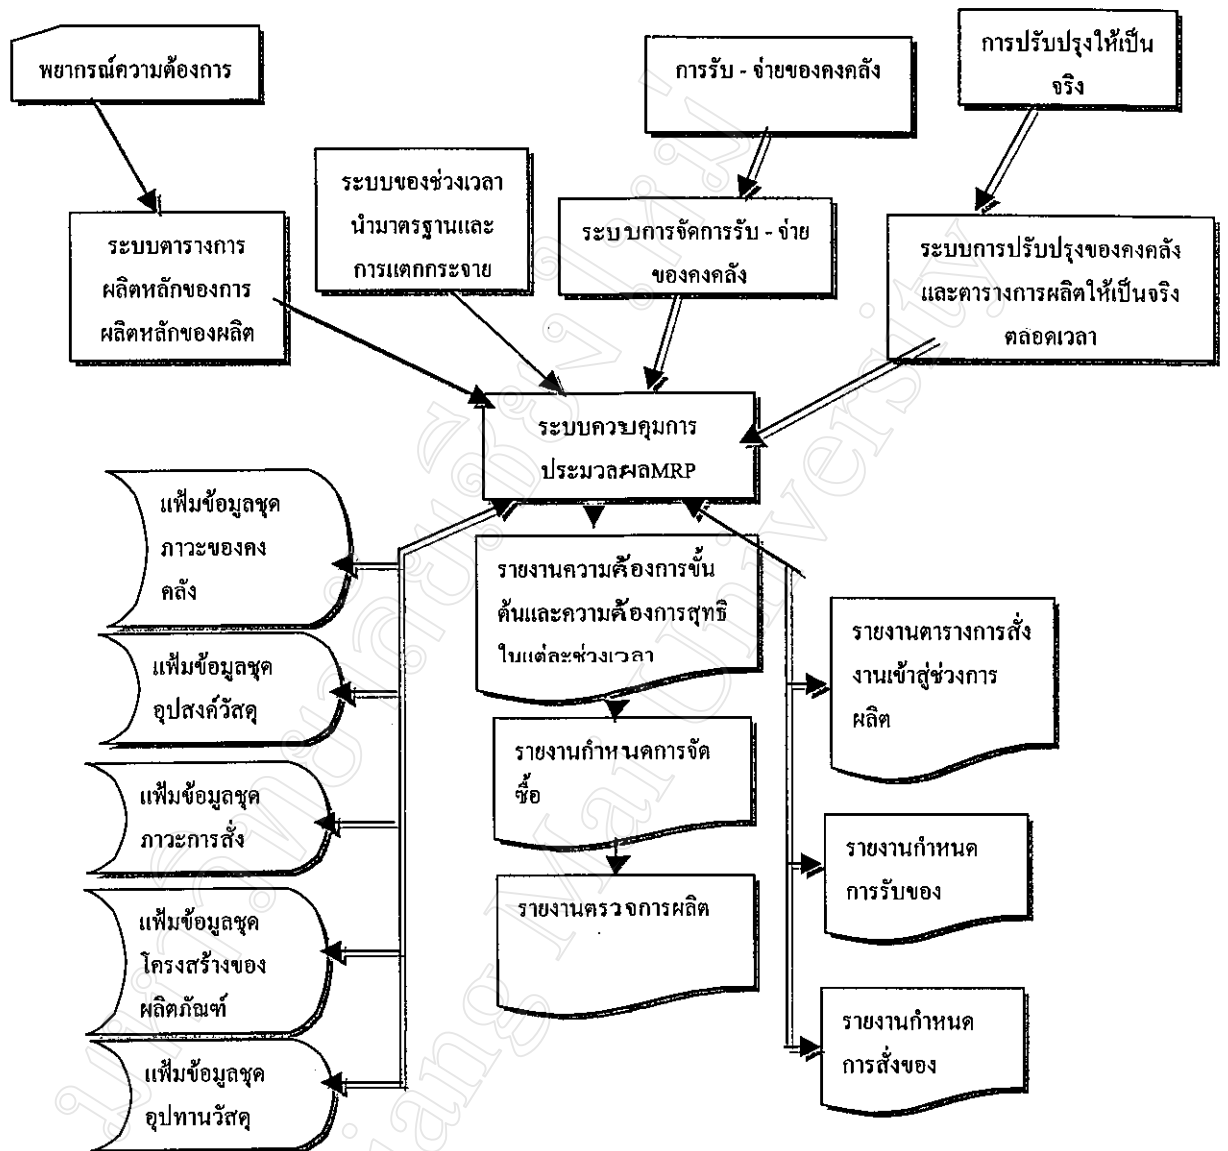 พยากรณ์ความต้องการ
การรับ - จ่ายของคงคลัง
การปรับปรุงให้เป็น
จริง
ระบบตารางการ
ผลิตหลักของการ
ผลิตหลักของผลิต
ระบบของช่วงเวลา
นำมาตรฐานและ
การแตกกระจาย
ระบบการจัดการรับ - จ่าย
ของคงคลัง
ระบบการปรับปรุงของคงคลัง
และตารางการผลิตให้เป็นจริง
ตลอดเวลา
ระบบควบคุมการ
ประมวลผลMRP
แฟ้มข้อมูลชุด
ภาวะของคง
คลัง
แฟ้มข้อมูลชุด
อุปสงค์วัสดุ
แฟ้มข้อมูลชุด
ภาวะการสั่ง
แฟ้มข้อมูลชุด
โครงสร้างของ
ผลิตภัณฑ์
แฟ้มข้อมูลชุด
อุปทานวัสดุ
รายงานความต้องการขั้น
ต้นและความต้องการสุทธิ
ในแต่ละช่วงเวลา
รายงานกำหนดการจัด
ซื้อ
รายงานตรวจการผลิต
รายงานตารางการสั่ง
งานเข้าสู่ช่วงการ
ผลิต
รายงานกำหนด
การรับของ
รายงานกำหนด
การสั่งของ
มหาวิทยาลัยเชียงใหม่
Chiang Mai University